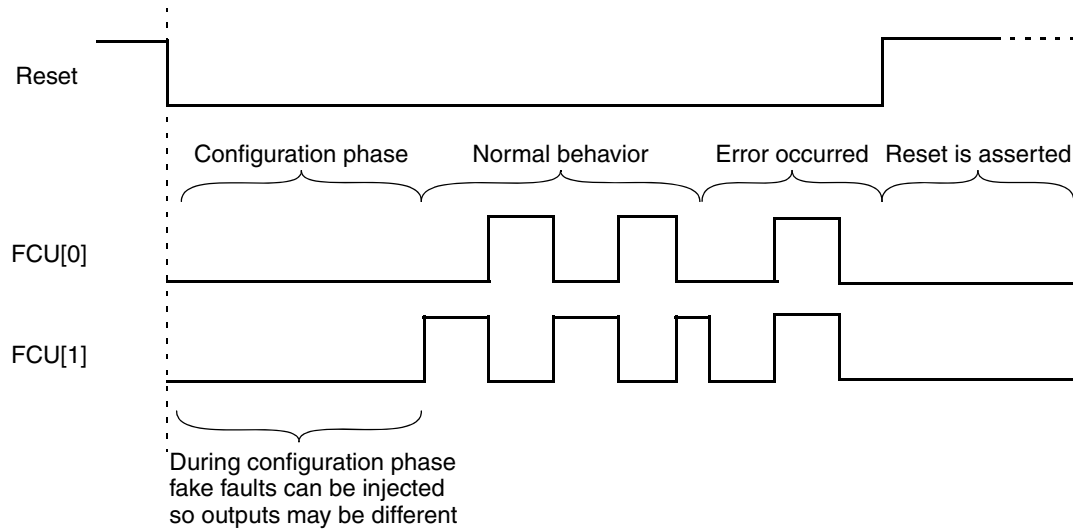 Reset
Configuration phase
Normal behavior
Error occurred
Reset is asserted
FCU[0]
FCU[1]
During configuration phase
fake faults can be injected
so outputs may be different